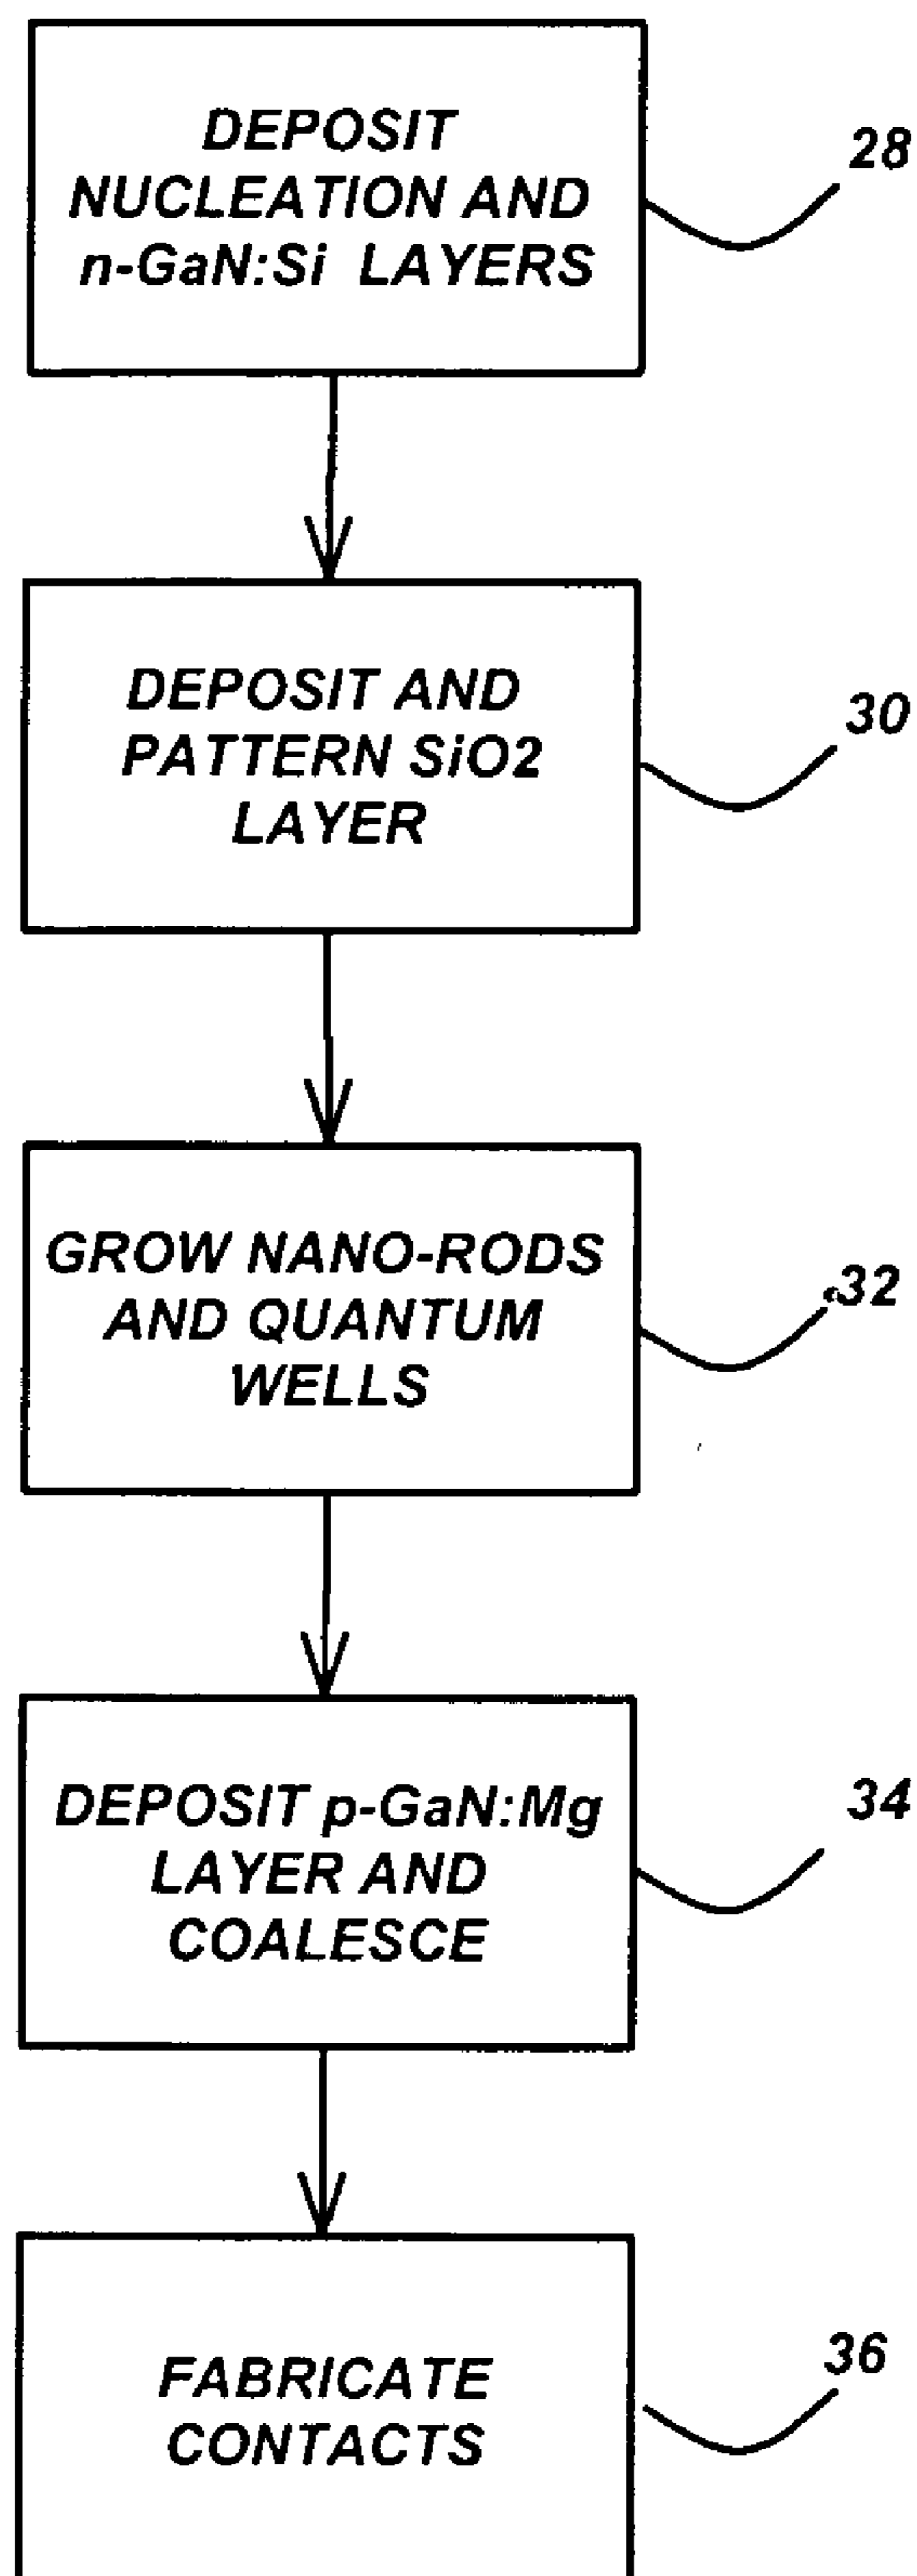 DEPOSIT
NUCLEATION AND
n-GaN:Si LAYERS
28
DEPOSIT AND
PATTERN SiO2
LAYER
30
GROW NANO-RODS
AND QUANTUM
WELLS
32
DEPOSIT p-GaN:Mg
LAYER AND
COALESCE
34
FABRICATE
CONTACTS
36